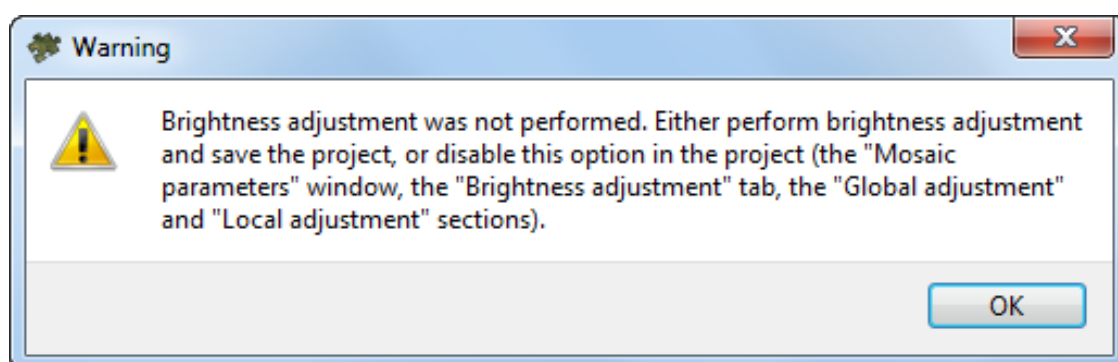 Warning
Brightness adjustment was not performed. Either perform brightness adjustment
and save the project, or disable this option in the project (the "Mosaic
parameters" window, the "Brightness adjustment" tab, the "Global adjustment"
and "Local adjustment" sections).
OK